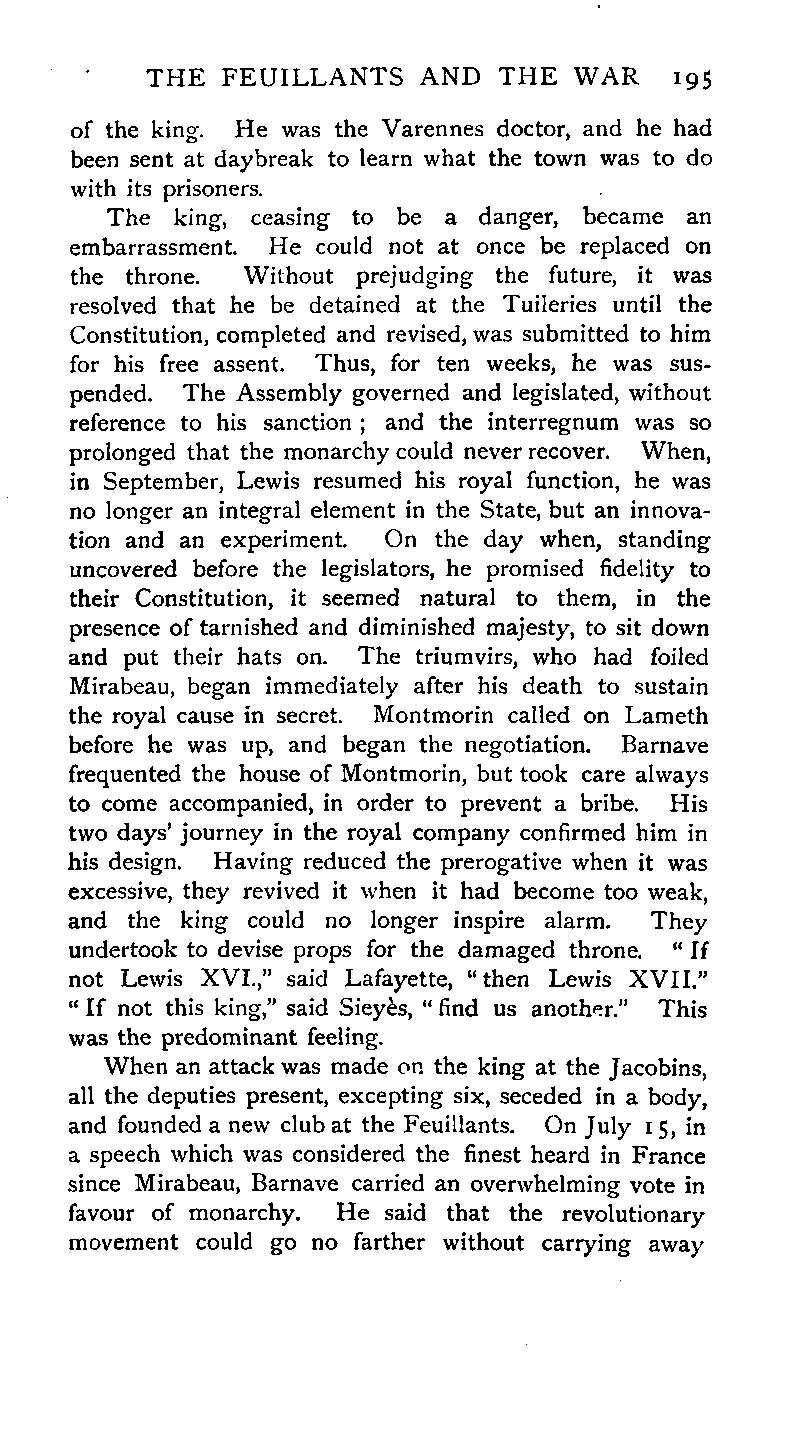 THE FEUILLANTS AND THE WAR 195
of the king. He was the Varennes doctor, and he had
been sent at daybreak to learn what the town was to do
with its prisoners.
The king, ceasing to be a danger, became an
embarrassment. He could not at once be replaced on
the throne. Without prejudging the future, it was
resolved that he be detained at the Tuileries until the
Constitution, completed and revised, was submitted to him
for his free assent. Thus, for ten weeks, he was sus-
pended. The Assembly governed and legislated, without
reference to his sanction ; and the interregnum was so
prolonged that the monarchy could never recover. When,
in September, Lewis resumed his royal function, he was
no longer an integral element in the State, but an innova-
tion and an experiment. On the day when, standing
uncovered before the legislators, he promised fidelity to
their Constitution, it seemed natural to them, in the
presence of tarnished and diminished majesty, to sit down
and put their hats on. The triumvirs, who had foiled
Mirabeau, began immediately after his death to sustain
the royal cause in secret. Montmorin called on Lameth
before he was up, and began the negotiation. Barnave
frequented the house of Montmorin, but took care always
to come accompanied, in order to prevent a bribe. His
two days' journey in the royal company confirmed him in
his design. Having reduced the prerogative when it was
excessive, they revived it when it had become too weak,
and the king could no longer inspire alarm. They
undertook to devise props for the damaged throne. "If
not Lewis XVI.," said Lafayette, "then Lewis XVII."
"If not this king," said Sieyès, "find us another." This
was the predominant feeling.
When an attack was made on the king at the Jacobins,
all the deputies present, excepting six, seceded in a body,
and founded a new club at the Feuillants. On July 15, in
a speech which was considered the finest heard in France
since Mirabeau, Barnave carried an overwhelming vote in
favour of monarchy. He said that the revolutionary
movement could go no farther without carrying away